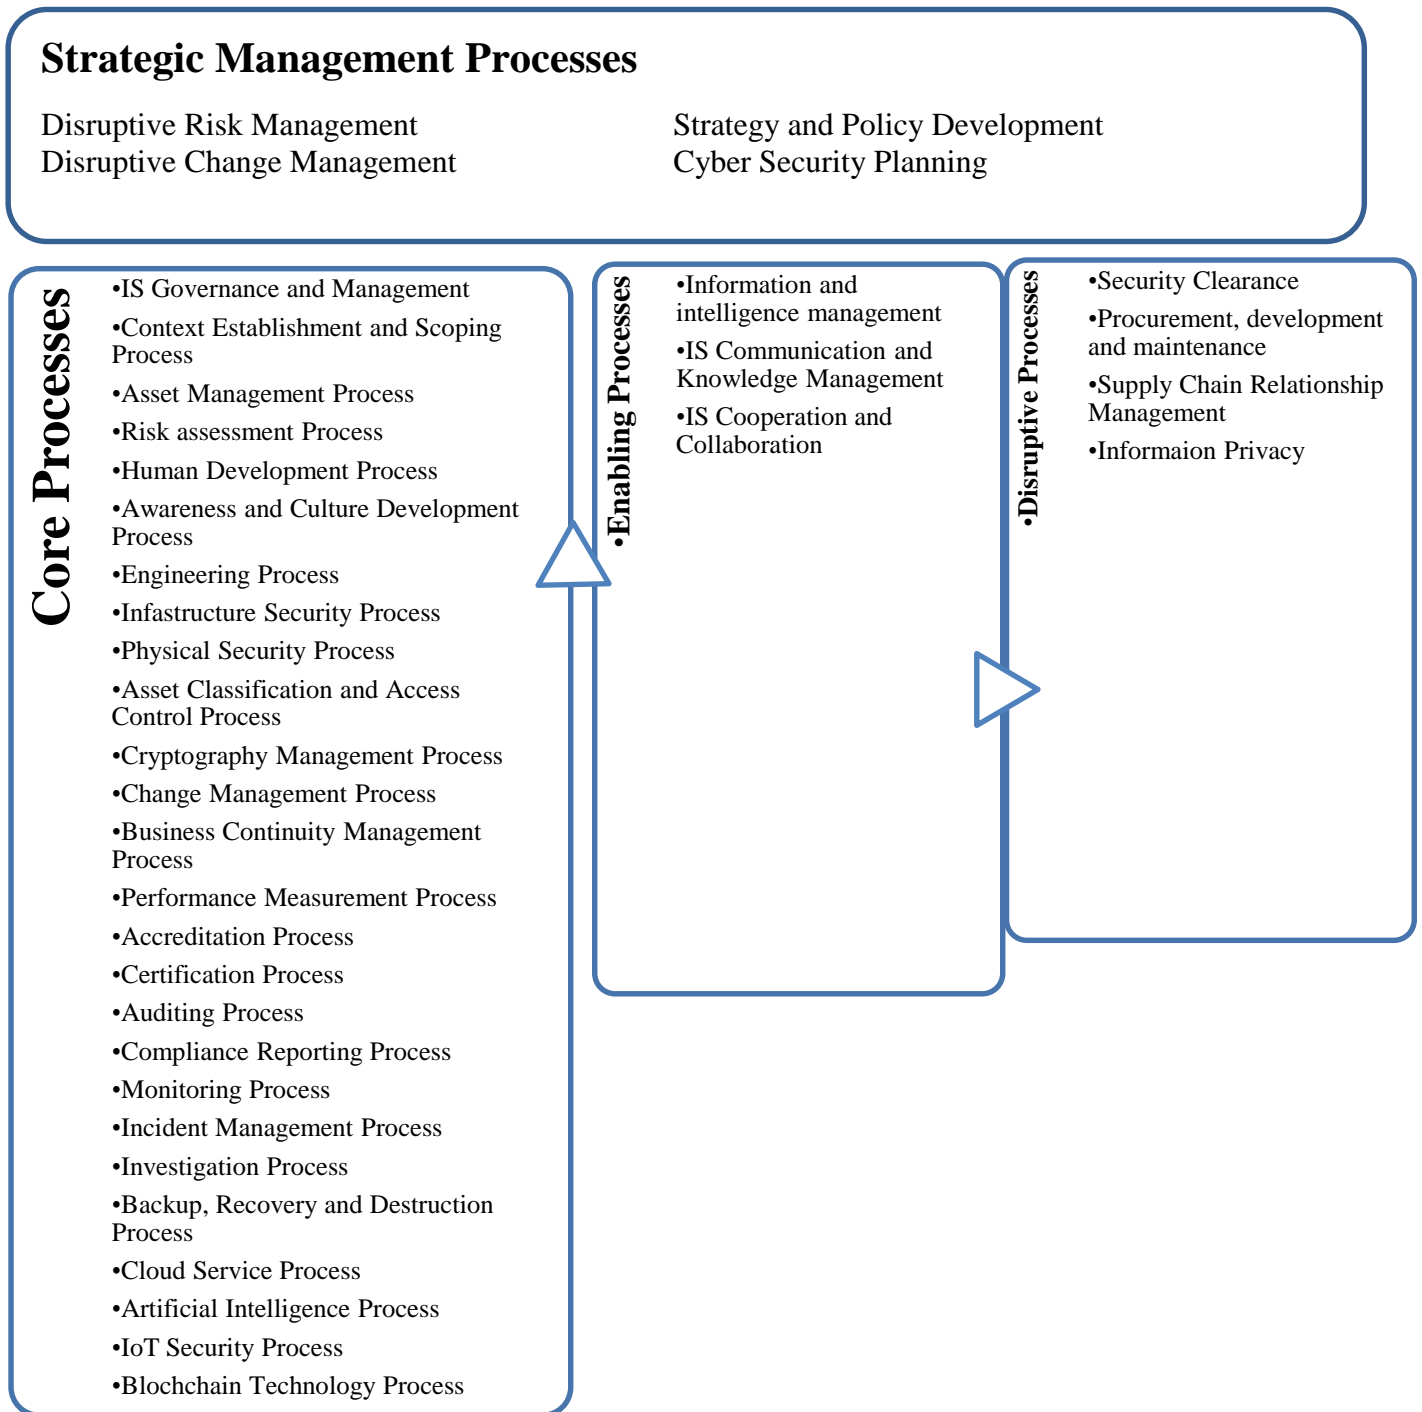 Strategic Management Processes
Disruptive Risk Management
Disruptive Change Management
Strategy and Policy Development
Cyber Security Planning
Core Processes
•IS Governance and Management
•Context Establishment and Scoping
Process
•Asset Management Process
•Risk assessment Process
•Human Development Process
•Awareness and Culture Development
Process
•Engineering Process
•Infastructure Security Process
•Physical Security Process
•Asset Classification and Access
Control Process
•Cryptography Management Process
•Change Management Process
•Business Continuity Management
Process
•Performance Measurement Process
•Accreditation Process
•Certification Process
•Auditing Process
•Compliance Reporting Process
•Monitoring Process
•Incident Management Process
•Investigation Process
•Backup, Recovery and Destruction
Process
•Cloud Service Process
•Artificial Intelligence Process
•IoT Security Process
•Blochchain Technology Process
•Enabling Processes
•Information and
intelligence management
•IS Communication and
Knowledge Management
•IS Cooperation and
Collaboration
•Disruptive Processes
•Security Clearance
•Procurement, development
and maintenance
•Supply Chain Relationship
Management
•Informaion Privacy